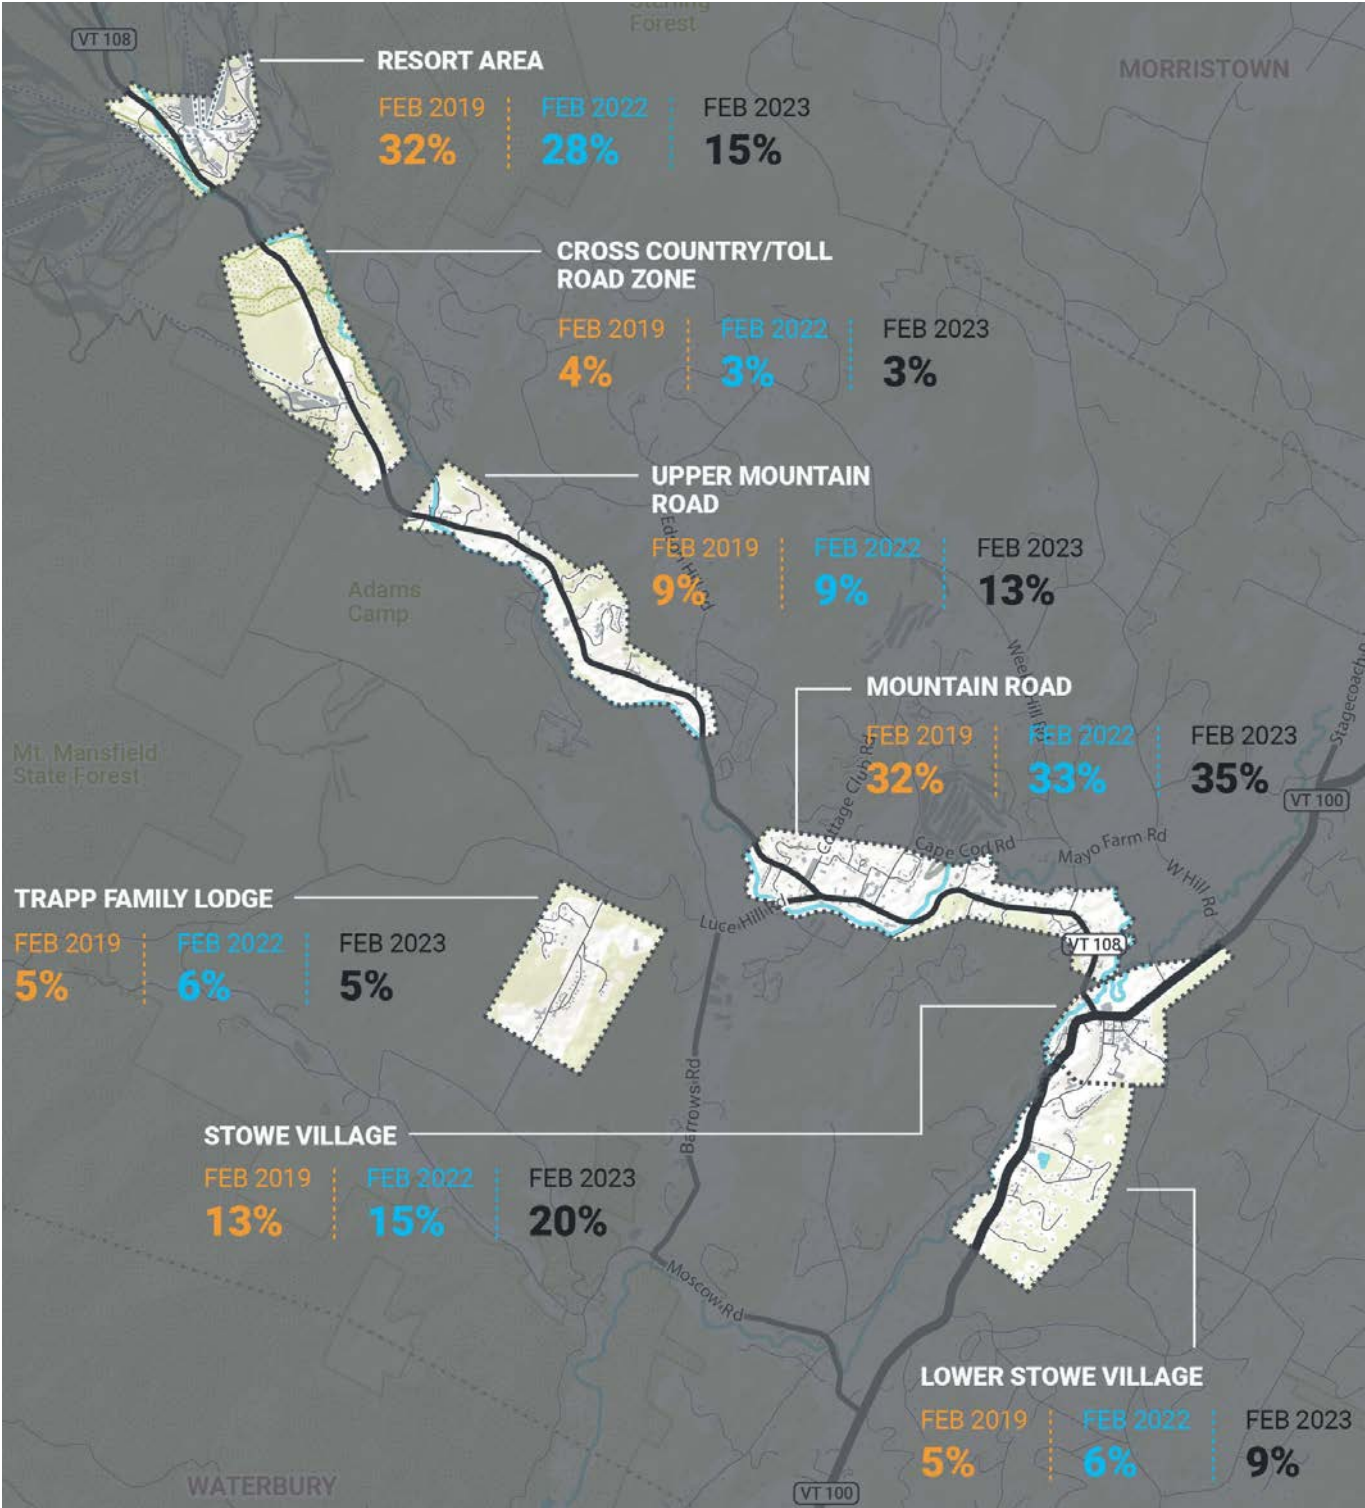 Sterling
Forest
VT 108
RESORT AREA
MORRISTOWN
FEB 2019 FEB 2022 FEB 2023
32% 28% 15%
CROSS COUNTRY/TOLL
ROAD ZONE
FEB 2019 FEB 2022 FEB 2023
4% 3% 3%
UPPER MOUNTAIN
ROAD
FEB 2019 FEB 2022 FEB 2023
9% 9% 13%
Adams
Camp
MOUNTAIN ROAD
FEB 2019 FEB 2022 FEB 2023
32% 33% 35%
Mt. Mansfield
State Forest
Cottage Club Rd
VT 100
Cape Cod Rd
Mayo Farm Rd
W Hill Rd
TRAPP FAMILY LODGE
Luce Hill
FEB 2019 FEB 2022 FEB 2023
5% 6% 5%
VT 108
Barrows Rd
STOWE VILLAGE
FEB 2019 FEB 2022 FEB 2023
13% 15% 20%
Moscow Rd
LOWER STOWE VILLAGE
FEB 2019 FEB 2022 FEB 2023
5% 6% 9%
WATERBURY
VT 100